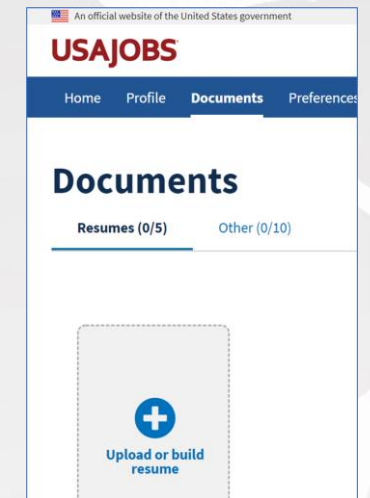 An official website of the United States government
USAJOBS
Home Profile Documents Preferences
Documents
Resumes (0/5) Other (0/10)
Upload or build
resume